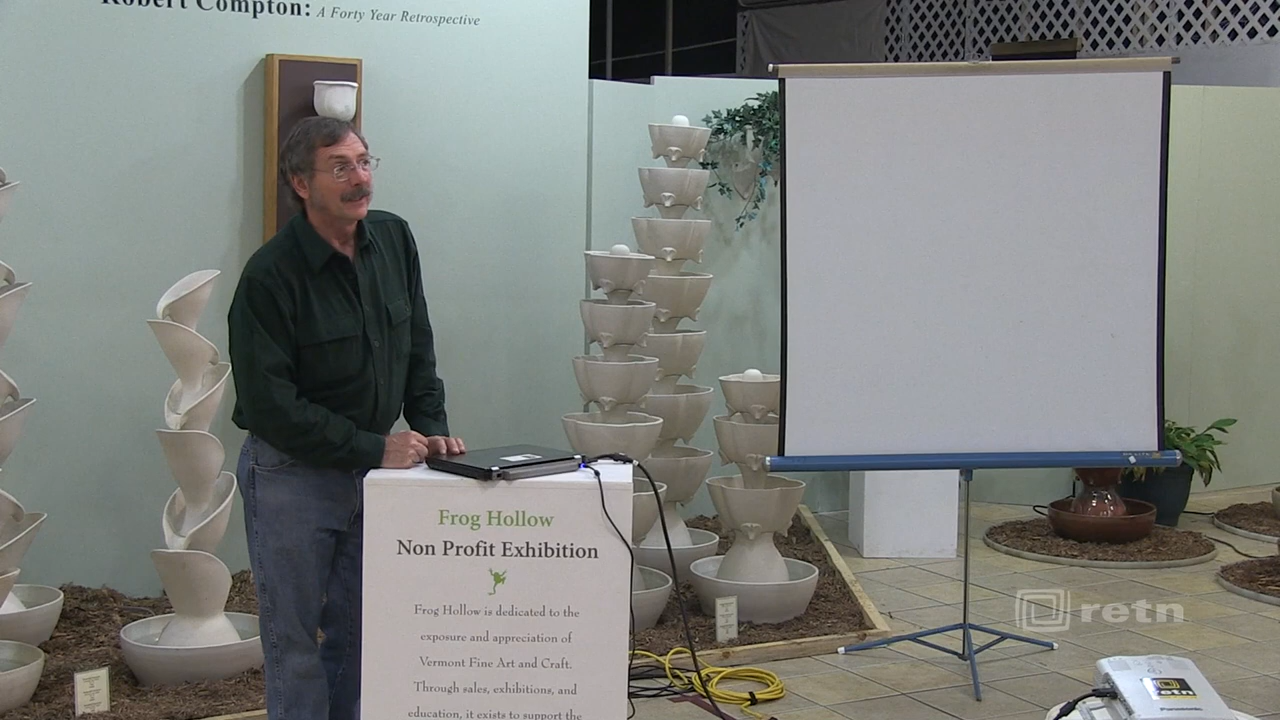 Robert Compton: A Forty Year Retrospective
Frog Hollow
Non Profit Exhibition
Frog Hollow is dedicated to the
exposure and appreciation of
Vermont Fine Art and Craft.
Through sales, exhibitions, and
education, it exists to support the
retn
retn
Panasonic